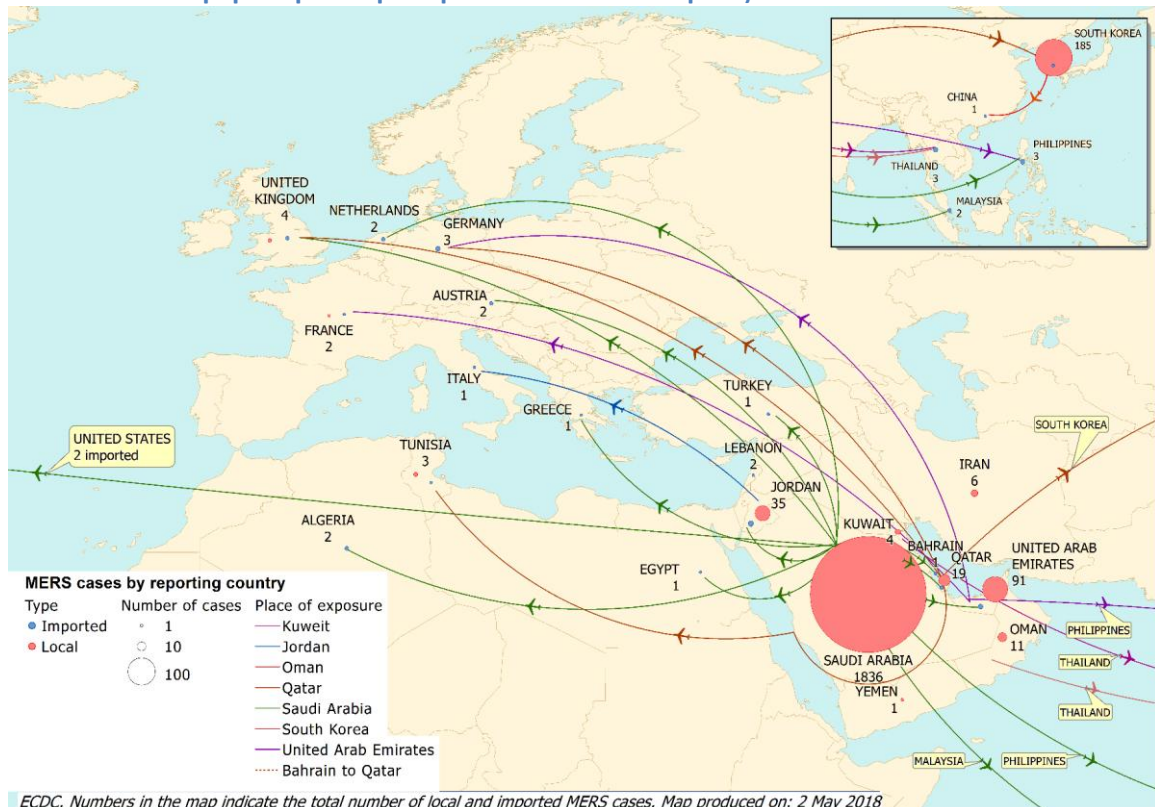 SOUTH KOREA
185
CHINA
1
PHILIPPINES
3
THAILAND
3
MALAYSIA
2
UNITED
KINGDOM
4
NETHERLANDS
2
GERMANY
3
AUSTRIA
2
FRANCE
2
ITALY
1
GREECE
1
TURKEY
1
TUNISIA
3
LEBANON
2
JORDAN
35
UNITED STATES
2 imported
SOUTH KOREA
IRAN
6
ALGERIA
2
EGYPT
1
KUWAIT
4
BAHRAIN
1
QATAR
19
UNITED ARAB
EMIRATES
91
PHILIPPINES
OMAN
11
THAILAND
SAUDI ARABIA
1836
YEMEN
1
THAILAND
MALAYSIA
PHILIPPINES
MERS cases by reporting country
Type
Imported
Local
Number of cases
1
10
100
Place of exposure
Kuweit
Jordan
Oman
Qatar
Saudi Arabia
South Korea
United Arab Emirates
Bahrain to Qatar
ECDC. Numbers in the map indicate the total number of local and imported MERS cases. Map produced on: 2 May 2018